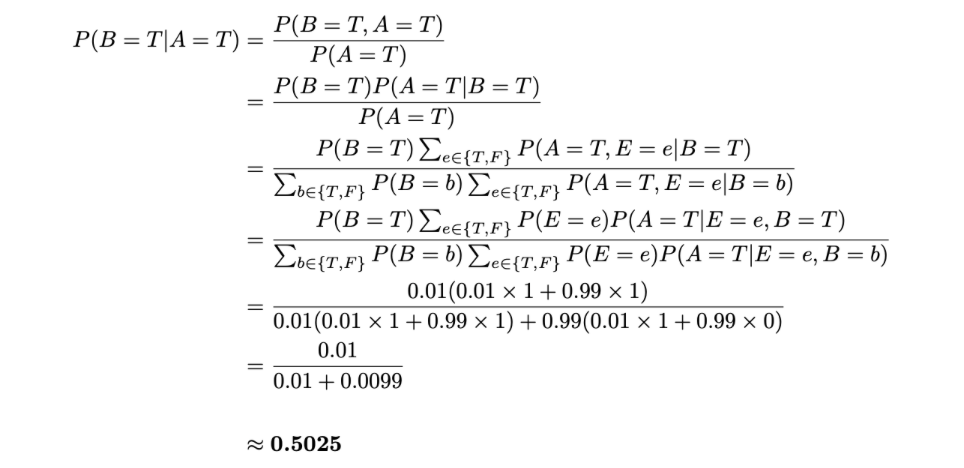 P(B = T|A = T) = P(B = T, A = T) / P(A = T)
= P(B = T)P(A = T|B = T) / P(A = T)
= P(B = T) ∑_{e∈{T,F}} P(A = T, E = e|B = T) / ∑_{b∈{T,F}} P(B = b) ∑_{e∈{T,F}} P(A = T, E = e|B = b)
= P(B = T) ∑_{e∈{T,F}} P(E = e)P(A = T|E = e, B = T) / ∑_{b∈{T,F}} P(B = b) ∑_{e∈{T,F}} P(E = e)P(A = T|E = e, B = b)
= 0.01(0.01 × 1 + 0.99 × 1) / 0.01(0.01 × 1 + 0.99 × 1) + 0.99(0.01 × 1 + 0.99 × 0)
= 0.01 / 0.01 + 0.0099
≈ 0.5025